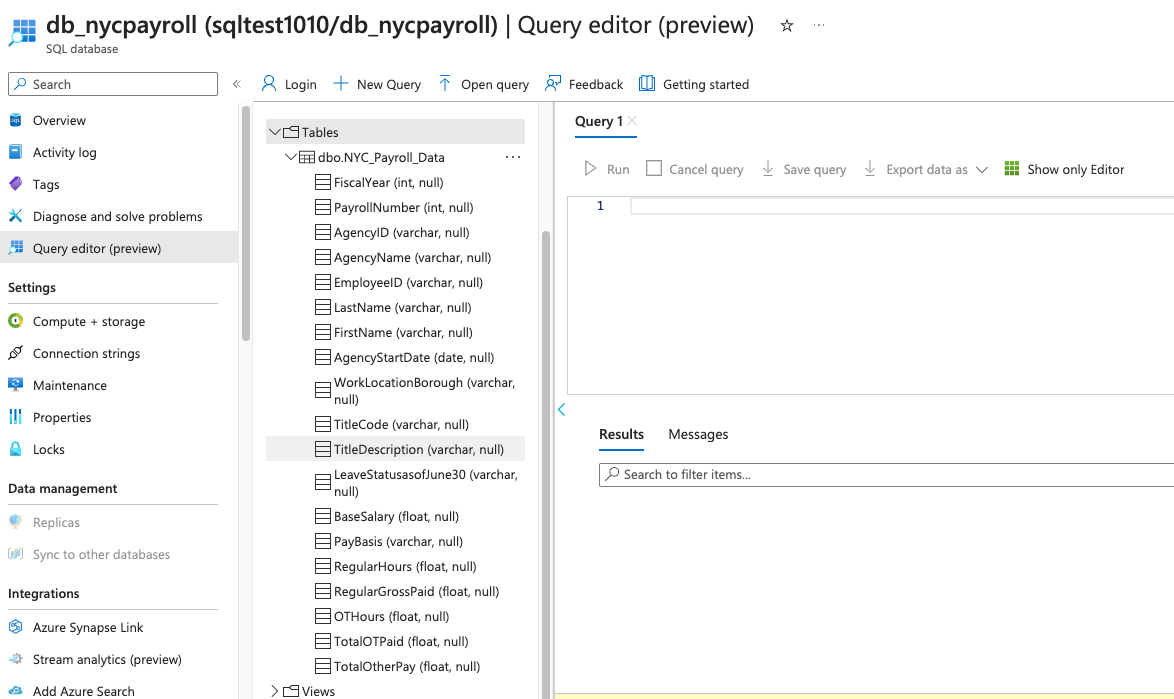 db_nycpayroll (sqltest1010/db_nycpayroll) | Query editor (preview)
SQL database
Search
Login
New Query
Open query
Feedback
Getting started
Overview
Activity log
Tags
Diagnose and solve problems
Query editor (preview)
Settings
Compute + storage
Connection strings
Maintenance
Properties
Locks
Data management
Replicas
Sync to other databases
Integrations
Azure Synapse Link
Stream analytics (preview)
Add Azure Search
Tables
dbo.NYC_Payroll_Data
FiscalYear (int, null)
PayrollNumber (int, null)
AgencyID (varchar, null)
AgencyName (varchar, null)
EmployeeID (varchar, null)
LastName (varchar, null)
FirstName (varchar, null)
AgencyStartDate (date, null)
WorkLocationBorough (varchar,
null)
TitleCode (varchar, null)
TitleDescription (varchar, null)
LeaveStatusasofJune30 (varchar,
null)
BaseSalary (float, null)
PayBasis (varchar, null)
RegularHours (float, null)
RegularGrossPaid (float, null)
OTHours (float, null)
TotalOTPaid (float, null)
TotalOtherPay (float, null)
Views
Query 1
Run
Cancel query
Save query
Export data as
Show only Editor
1
Results
Messages
Search to filter items...